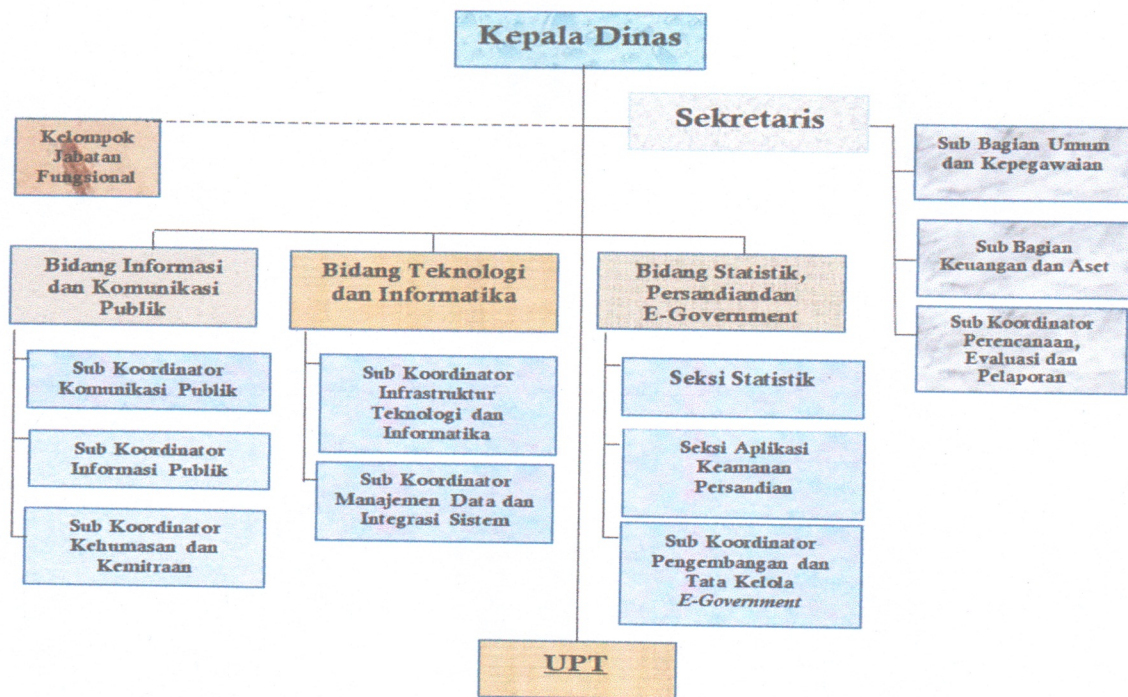 Kepala Dinas
Sekretaris
Kelompok
Jabatan
Fungsional
Sub Bagian Umum
dan Kepegawaian
Sub Bagian
Keuangan dan Aset
Sub Koordinator
Perencanaan,
Evaluasi dan
Pelaporan
Bidang Informasi
dan Komunikasi
Publik
Sub Koordinator
Komunikasi Publik
Sub Koordinator
Informasi Publik
Sub Koordinator
Kehumasan dan
Kemitraan
Bidang Teknologi
dan Informatika
Sub Koordinator
Infrastruktur
Teknologi dan
Informatika
Sub Koordinator
Manajemen Data dan
Integrasi Sistem
Bidang Statistik,
Persandiandan
E-Government
Seksi Statistik
Seksi Aplikasi
Keamanan
Persandian
Sub Koordinator
Pengembangan dan
Tata Kelola
E-Government
UPT